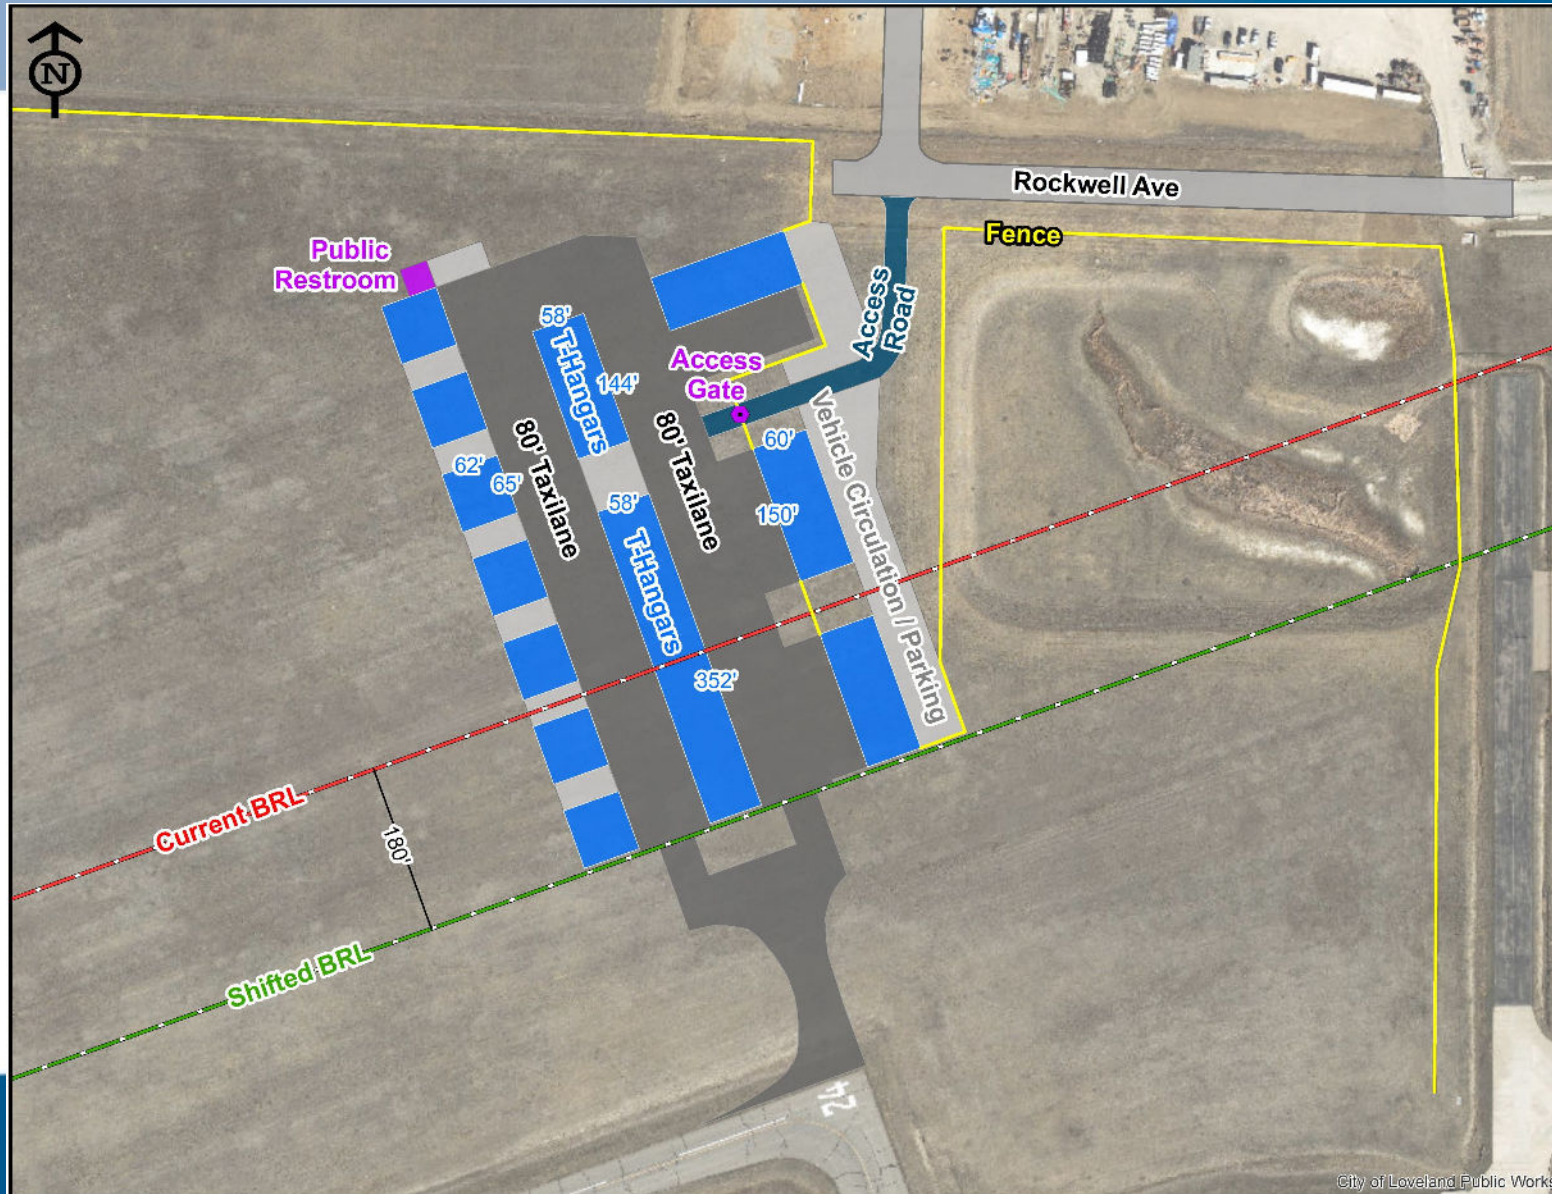 N
Rockwell Ave
Fence
Public
Restroom
Access
Road
58'
T-Hangars
144'
Access
Gate
80' Taxilane
80' Taxilane
60'
62'
65'
58'
150'
Vehicle Circulation / Parking
T-Hangars
352'
Current BRL
180'
Shifted BRL
24
City of Loveland Public Works